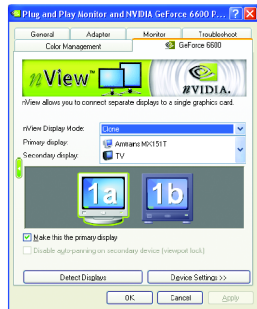 Plug and Play Monitor and NVIDIA GeForce 6600 P...
General Adapter Monitor Troubleshoot
Color Management GeForce 6600
nView™
NVIDIA.
nView allows you to connect separate displays to a single graphics card.
nView Display Mode: Clone
Primary display: Amtrans MX151T
Secondary display: TV
1a 1b
Make this the primary display
Disable auto-panning on secondary device (viewport lock)
Detect Displays Device Settings >>
OK Cancel Apply